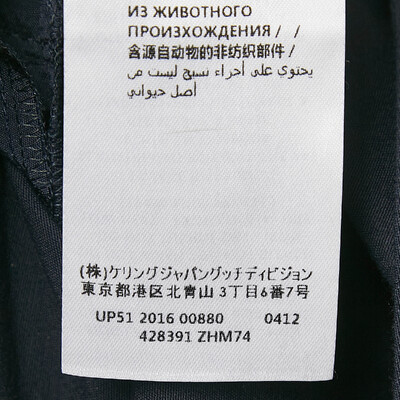 ИЗ ЖИВОТНОГО
ПРОИСХОЖДЕНИЯ / /
含源自动物的非纺织部件 /
يحتوي على أجزاء نسيج ليست من
أصل حيواني
(株)ケリングジャパングッチディビジョン
東京都港区北青山 3丁目6番7号
UP51 2016 00880 0412
428391 ZHM74